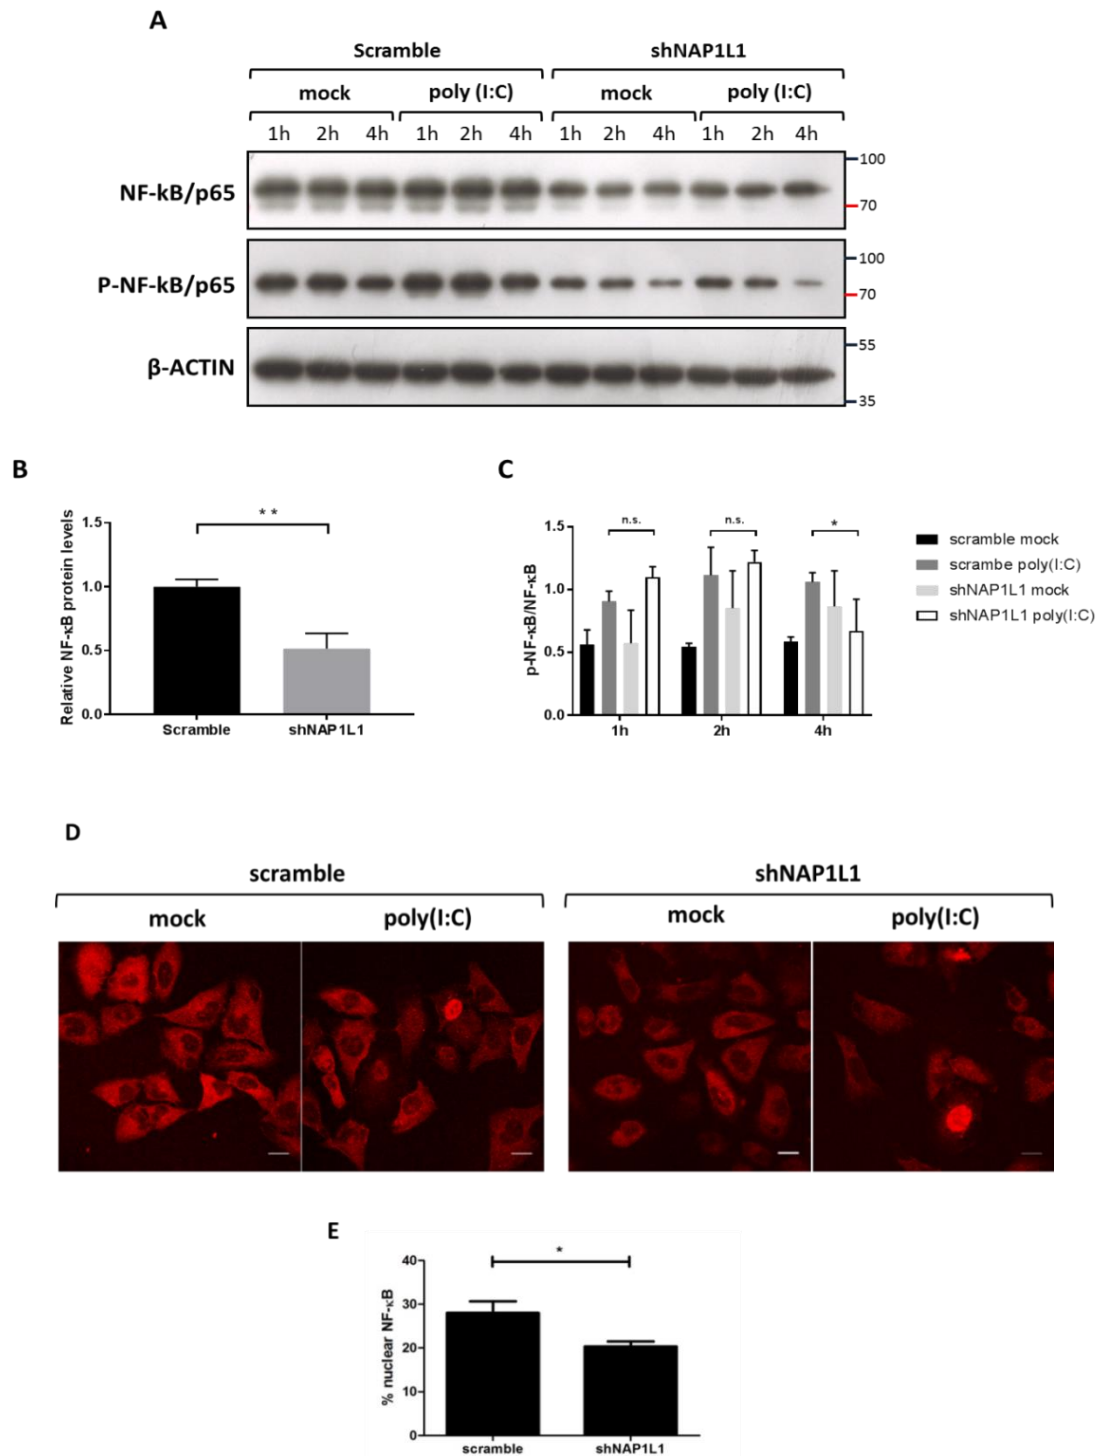 A
Scramble shNAP1L1
mock poly (I:C) mock poly (I:C)
1h 2h 4h 1h 2h 4h 1h 2h 4h 1h 2h 4h
NF-kB/p65
100
70
P-NF-kB/p65
100
70
β-ACTIN
55
35
B
Relative NF-κB protein levels
1.5
1.0
0.5
0.0
* *
Scramble shNAP1L1
C
p-NF-κB/NF-κB
1.5
1.0
0.5
0.0
n.s. n.s. *
1h 2h 4h
scramble mock
scrambe poly(I:C)
shNAP1L1 mock
shNAP1L1 poly(I:C)
D
scramble shNAP1L1
mock poly(I:C) mock poly(I:C)
E
% nuclear NF-κB
40
30
20
10
0
*
scramble shNAP1L1